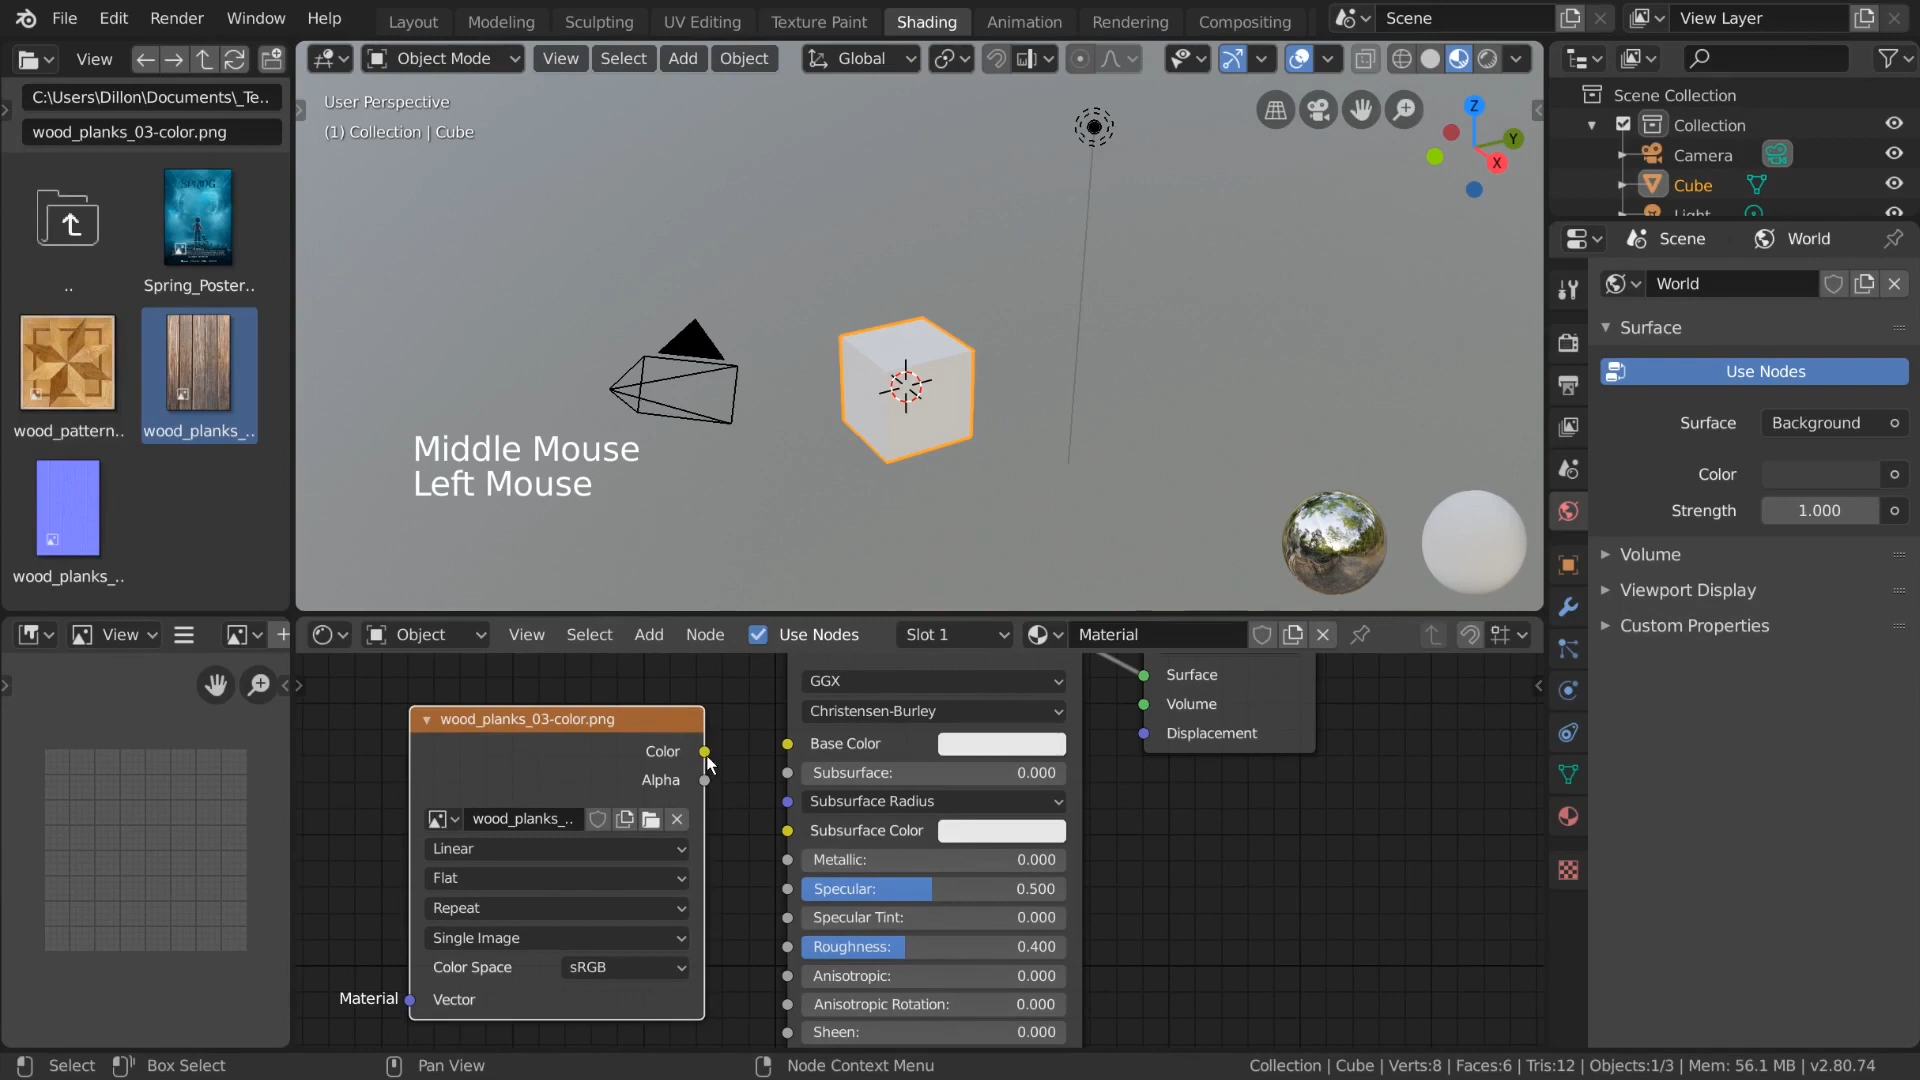 File Edit Render Window Help
Layout Modeling Sculpting UV Editing Texture Paint Shading Animation Rendering Compositing
Scene
View Layer
View
Object Mode View Select Add Object Global
C:\Users\Dillon\Documents\_Te..
wood_planks_03-color.png
User Perspective
(1) Collection | Cube
Z
Y
X
SPRING
..
Spring_Poster..
wood_pattern..
wood_planks_..
wood_planks_..
Middle Mouse
Left Mouse
Scene Collection
Collection
Camera
Cube
Light
Scene World
World
Surface
Use Nodes
Surface Background
Color
Strength 1.000
Volume
Viewport Display
Custom Properties
View
Object View Select Add Node Use Nodes Slot 1 Material
wood_planks_03-color.png
Color
Alpha
wood_planks_..
Linear
Flat
Repeat
Single Image
Color Space sRGB
Material Vector
GGX
Christensen-Burley
Base Color
Subsurface: 0.000
Subsurface Radius
Subsurface Color
Metallic: 0.000
Specular: 0.500
Specular Tint: 0.000
Roughness: 0.400
Anisotropic: 0.000
Anisotropic Rotation: 0.000
Sheen: 0.000
Surface
Volume
Displacement
Select Box Select Pan View Node Context Menu
Collection | Cube | Verts:8 | Faces:6 | Tris:12 | Objects:1/3 | Mem: 56.1 MB | v2.80.74